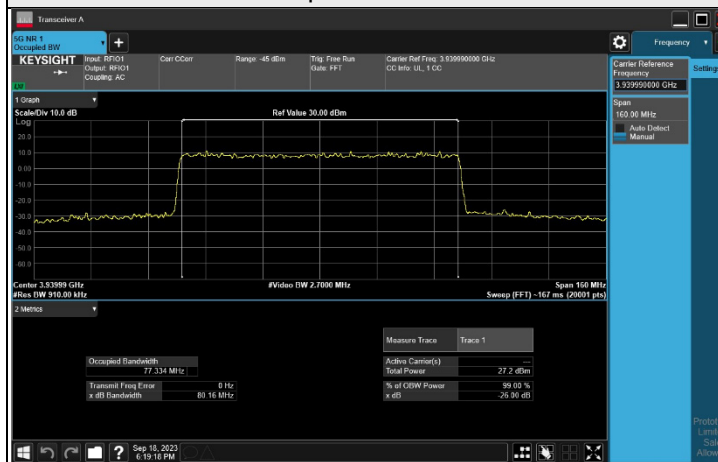 Transceiver A
5G NR 1
Occupied BW
Frequency
KEYSIGHT
Input: RFIO1
Output: RFIO1
Coupling: AC
Corr CCorr
Range: -45 dBm
Trig: Free Run
Gate: FFT
Carrier Ref Freq: 3.939990000 GHz
CC Info: UL, 1 CC
LW
Carrier Reference
Frequency
3.939990000 GHz
Settings
Span
160.00 MHz
Auto Detect
Manual
1 Graph
Scale/Div 10.0 dB
Ref Value 30.00 dBm
Log
20.0
10.0
0.00
-10.0
-20.0
-30.0
-40.0
-50.0
-60.0
Center 3.93999 GHz
#Video BW 2.7000 MHz
Span 160 MHz
#Res BW 910.00 kHz
Sweep (FFT) ~167 ms (20001 pts)
2 Metrics
Measure Trace
Trace 1
Occupied Bandwidth
77.334 MHz
Active Carrier(s)
---
Total Power
27.2 dBm
Transmit Freq Error
0 Hz
% of OBW Power
99.00 %
x dB Bandwidth
80.16 MHz
x dB
-26.00 dB
Sep 18, 2023
6:19:18 PM